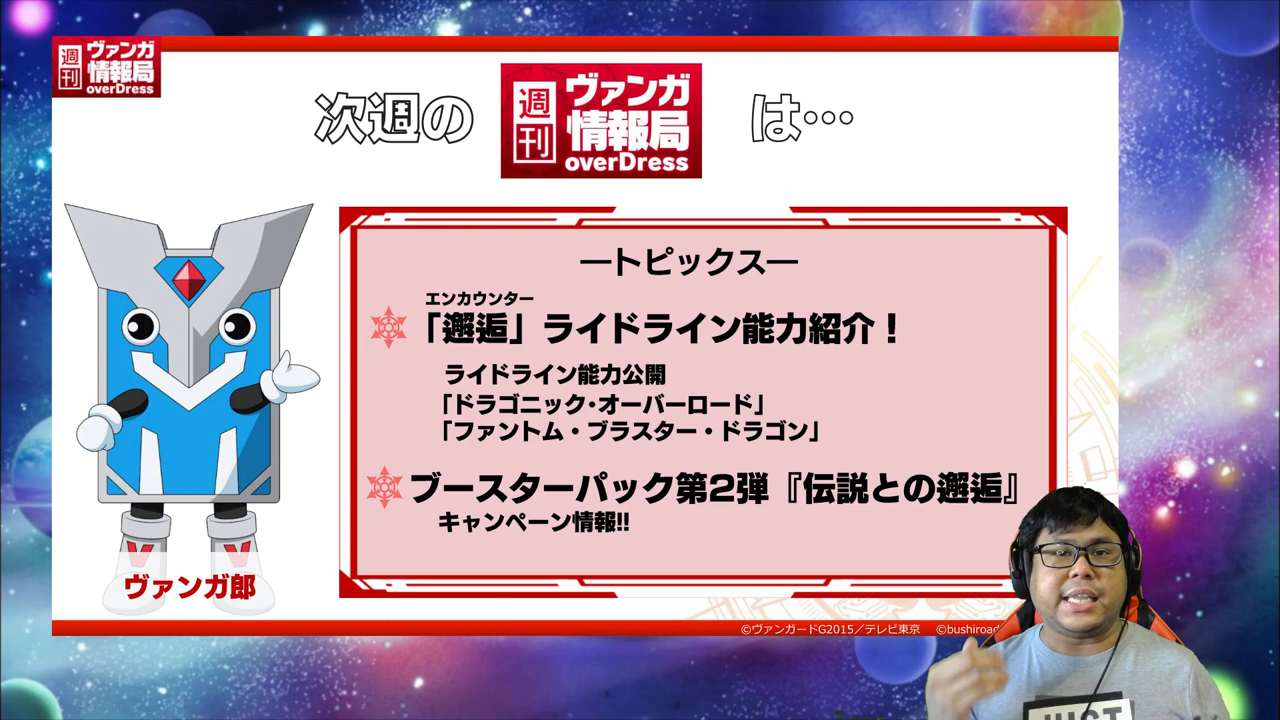 週刊
ヴァンガ
情報局
overDress
次週の
週刊
ヴァンガ
情報局
overDress
は…
―トピックス―
エンカウンター
「邂逅」ライドライン能力紹介！
ライドライン能力公開
「ドラゴニック・オーバーロード」
「ファントム・ブラスター・ドラゴン」
ブースターパック第2弾『伝説との邂逅』
キャンペーン情報!!
ヴァンガ郎
©ヴァンガードG2015／テレビ東京 ©bushiroad
JUST